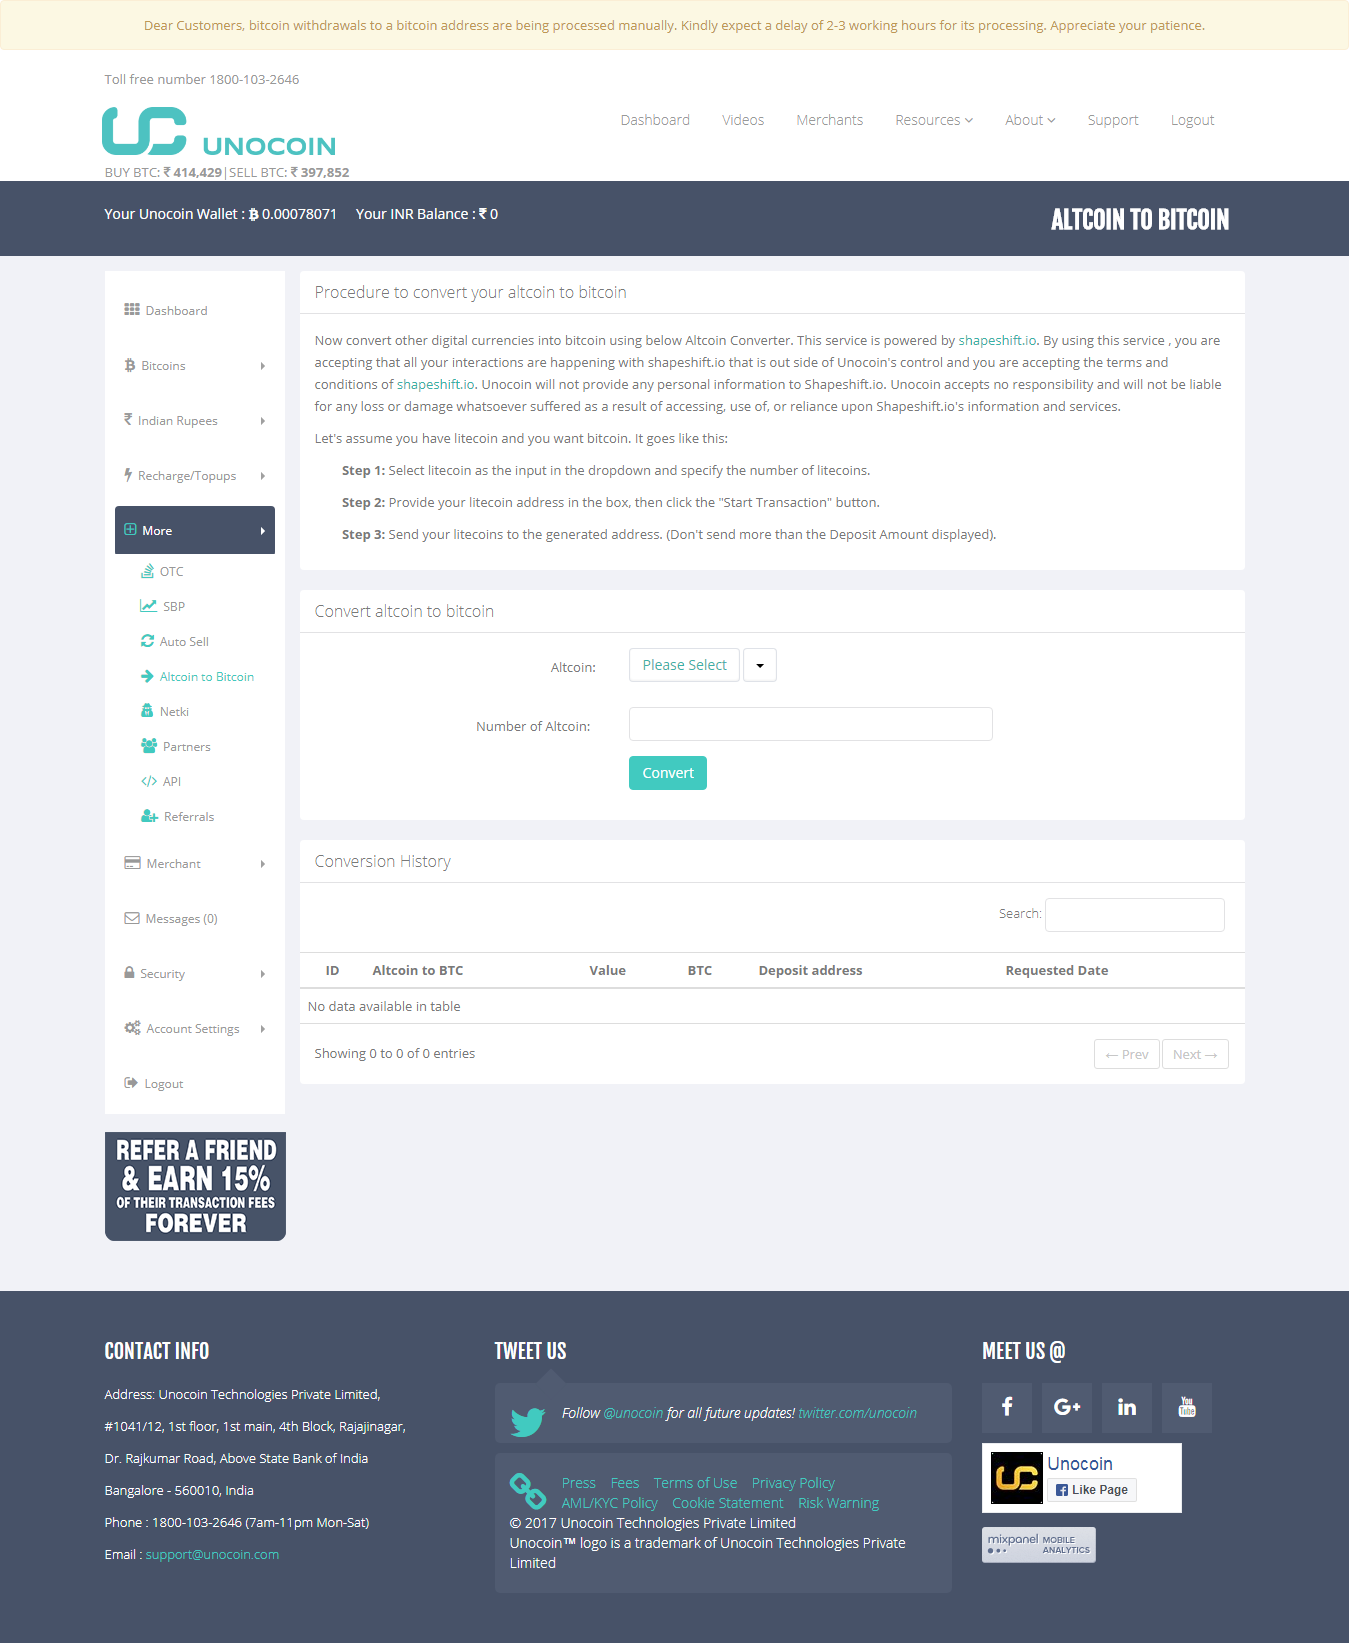 Dear Customers, bitcoin withdrawals to a bitcoin address are being processed manually. Kindly expect a delay of 2-3 working hours for its processing. Appreciate your patience.
Toll free number 1800-103-2646
UNOCOIN
Dashboard Videos Merchants Resources About Support Logout
BUY BTC: ₹ 414,429|SELL BTC: ₹ 397,852
Your Unocoin Wallet : ₿ 0.00078071 Your INR Balance : ₹ 0
ALTCOIN TO BITCOIN
Dashboard
Bitcoins
Indian Rupees
Recharge/Topups
More
OTC
SBP
Auto Sell
Altcoin to Bitcoin
Netki
Partners
API
Referrals
Merchant
Messages (0)
Security
Account Settings
Logout
REFER A FRIEND
& EARN 15%
OF THEIR TRANSACTION FEES
FOREVER
Procedure to convert your altcoin to bitcoin
Now convert other digital currencies into bitcoin using below Altcoin Converter. This service is powered by shapeshift.io. By using this service , you are
accepting that all your interactions are happening with shapeshift.io that is out side of Unocoin's control and you are accepting the terms and
conditions of shapeshift.io. Unocoin will not provide any personal information to Shapeshift.io. Unocoin accepts no responsibility and will not be liable
for any loss or damage whatsoever suffered as a result of accessing, use of, or reliance upon Shapeshift.io's information and services.
Let's assume you have litecoin and you want bitcoin. It goes like this:
Step 1: Select litecoin as the input in the dropdown and specify the number of litecoins.
Step 2: Provide your litecoin address in the box, then click the "Start Transaction" button.
Step 3: Send your litecoins to the generated address. (Don't send more than the Deposit Amount displayed).
Convert altcoin to bitcoin
Altcoin: Please Select
Number of Altcoin:
Convert
Conversion History
Search:
ID Altcoin to BTC Value BTC Deposit address Requested Date
No data available in table
Showing 0 to 0 of 0 entries
← Prev Next →
CONTACT INFO
Address: Unocoin Technologies Private Limited,
#1041/12, 1st floor, 1st main, 4th Block, Rajajinagar,
Dr. Rajkumar Road, Above State Bank of India
Bangalore - 560010, India
Phone : 1800-103-2646 (7am-11pm Mon-Sat)
Email : support@unocoin.com
TWEET US
Follow @unocoin for all future updates! twitter.com/unocoin
Press Fees Terms of Use Privacy Policy
AML/KYC Policy Cookie Statement Risk Warning
© 2017 Unocoin Technologies Private Limited
Unocoin™ logo is a trademark of Unocoin Technologies Private
Limited
MEET US @
You
Tube
Unocoin
Like Page
mixpanel MOBILE
ANALYTICS